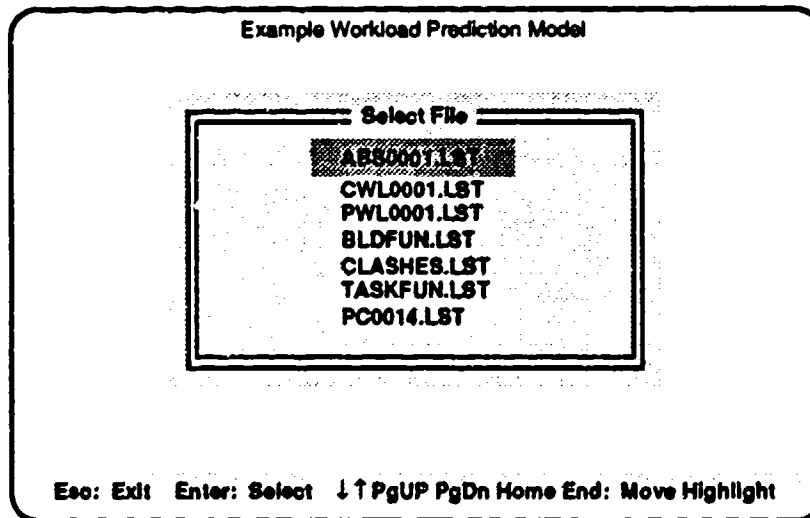 Example Workload Prediction Model
Select File
ABS0001.LST
CWL0001.LST
PWL0001.LST
BLDFUN.LST
CLASHES.LST
TASKFUN.LST
PC0014.LST
Esc: Exit Enter: Select ↓↑ PgUP PgDn Home End: Move Highlight